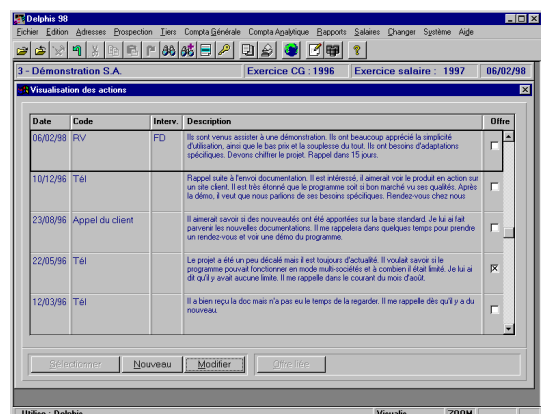 Delphis 98
Fichier Edition Adresses Prospection Tiers Compta Générale Compta Analytique Rapports Salaires Changer Système Aide
3 - Démonstration S.A. Exercice CG : 1996 Exercice salaire : 1997 06/02/98
Visualisation des actions
Date Code Interv. Description Offre
06/02/98 RV FD Ils sont venus assister à une démonstration. Ils ont beaucoup apprécié la simplicité
d'utilisation, ainsi que le bas prix et la souplesse du tout. Ils ont besoins d'adaptations
spécifiques. Devons chiffrer le projet. Rappel dans 15 jours.
10/12/96 Tél Rappel suite à l'envoi documentation. Il est intéressé, il aimerait voir le produit en action sur
un site client. Il est très étonné que le programme soit si bon marché vu ses qualités. Après
la démo, il veut que nous parlions de ses besoins spécifiques. Rendez-vous chez nous
23/08/96 Appel du client Il aimerait savoir si des nouveautés ont été apportées sur la base standard. Je lui ai fait
parvenir les nouvelles documentations. Il me rappelera dans quelques temps pour prendre
un rendez-vous et voir une démo du programme.
22/05/96 Tél Le projet a été un peu décalé mais il est toujours d'actualité. Il voulait savoir si le
programme pouvait fonctionner en mode multi-sociétés et à combien il était limité. Je lui ai
dit qu'il y avait aucune limite. Il me rappelle dans le courant du mois d'août.
12/03/96 Tél Il a bien reçu la doc mais n'a pas eu le temps de la regarder. Il me rappelle dès qu'il y a du
nouveau.
Sélectionner Nouveau Modifier Offre liée
Utilise : Delphis Visualis ZOOM